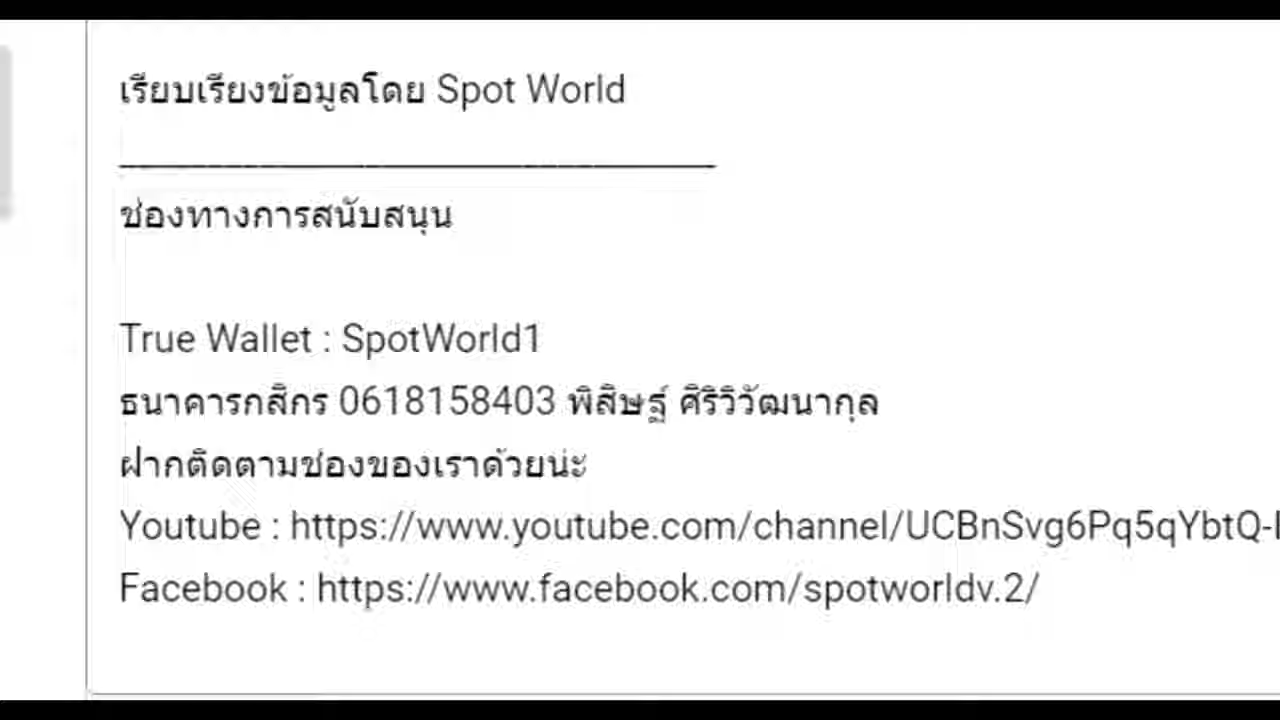 เรียบเรียงข้อมูลโดย Spot World
ช่องทางการสนับสนุน
True Wallet : SpotWorld1
ธนาคารกสิกร 0618158403 พิสิษฐ์ ศิริวิวัฒนากุล
ฝากติดตามช่องของเราด้วยน่ะ
Youtube : https://www.youtube.com/channel/UCBnSvg6Pq5qYbtQ-
Facebook : https://www.facebook.com/spotworldv.2/